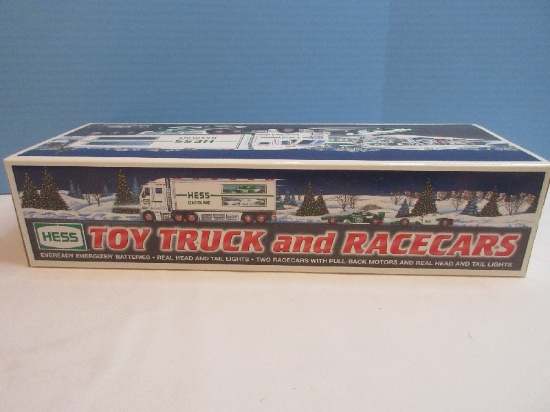 HESS
HESS
GASOLINE
HESS
TOY TRUCK and RACECARS
EVEREADY ENERGIZER BATTERIES • REAL HEAD AND TAIL LIGHTS • TWO RACECARS WITH PULL BACK MOTORS AND REAL HEAD AND TAIL LIGHTS